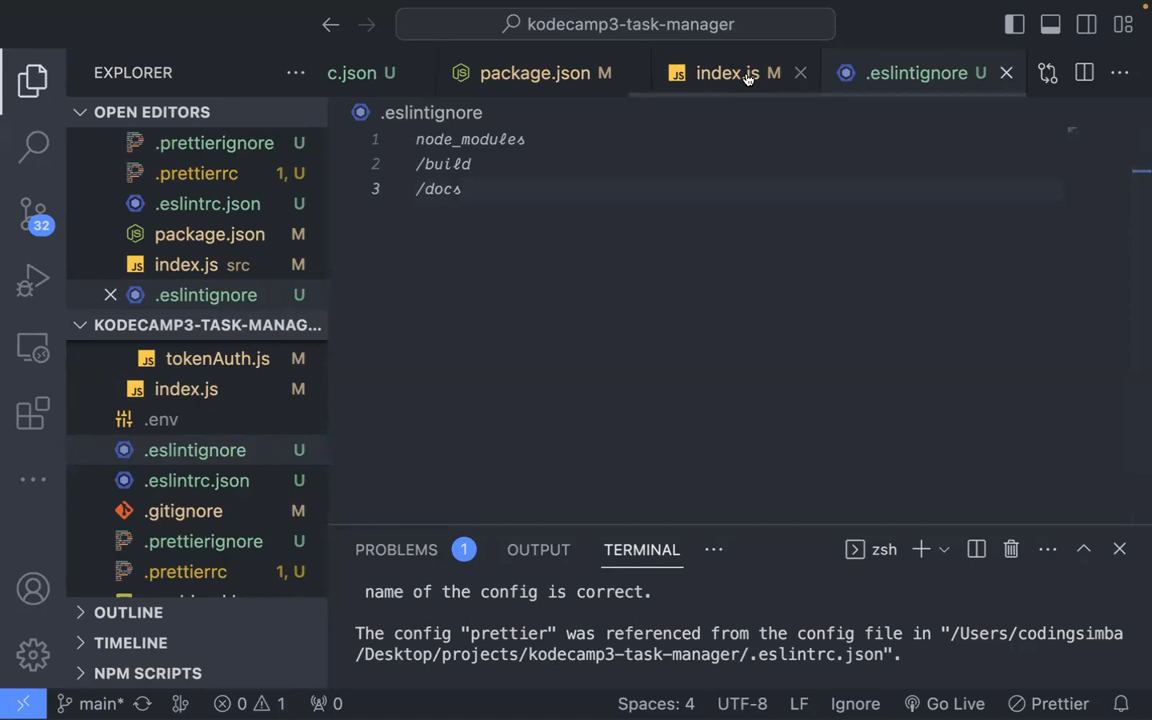 kodecamp3-task-manager
EXPLORER
c.json U
package.json M
index.js M
.eslintignore U
OPEN EDITORS
.prettierignore U
.prettierrc 1, U
.eslintrc.json U
package.json M
index.js src M
.eslintignore U
KODECAMP3-TASK-MANAG...
tokenAuth.js M
index.js M
.env
.eslintignore U
.eslintrc.json U
.gitignore M
.prettierignore U
.prettierrc 1, U
OUTLINE
TIMELINE
NPM SCRIPTS
32
.eslintignore
1 node_modules
2 /build
3 /docs
PROBLEMS 1 OUTPUT TERMINAL
zsh
name of the config is correct.
The config "prettier" was referenced from the config file in "/Users/codingsimba
/Desktop/projects/kodecamp3-task-manager/.eslintrc.json".
main* 0 1 0 Spaces: 4 UTF-8 LF Ignore Go Live Prettier